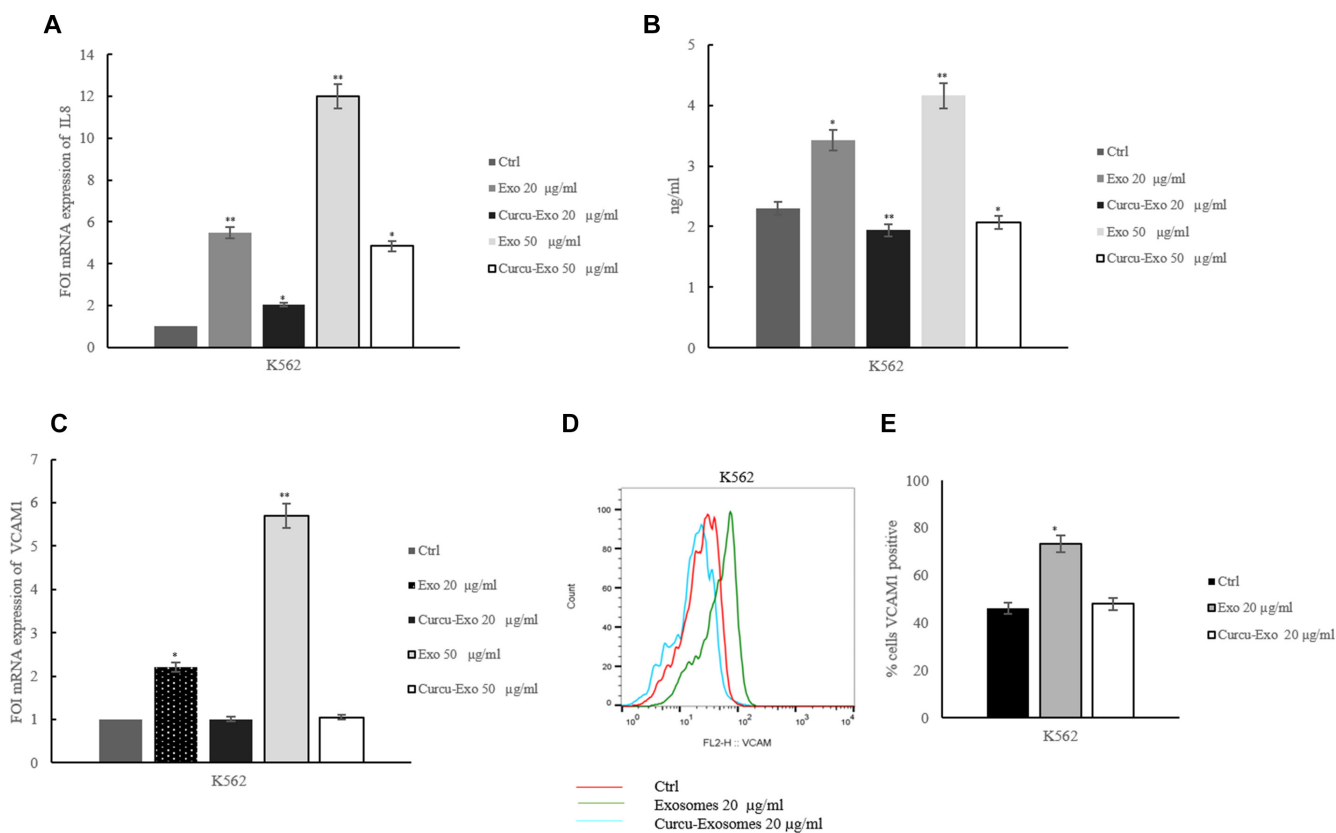 A
14
12
10
8
6
4
2
0
FOI mRNA expression of IL8
**
*
**
*
K562
Ctrl
Exo 20 µg/ml
Curcu-Exo 20 µg/ml
Exo 50 µg/ml
Curcu-Exo 50 µg/ml
B
5
4
3
2
1
0
ng/ml
*
**
**
*
K562
Ctrl
Exo 20 µg/ml
Curcu-Exo 20 µg/ml
Exo 50 µg/ml
Curcu-Exo 50 µg/ml
C
7
6
5
4
3
2
1
0
FOI mRNA expression of VCAM1
*
**
K562
Ctrl
Exo 20 µg/ml
Curcu-Exo 20 µg/ml
Exo 50 µg/ml
Curcu-Exo 50 µg/ml
D
K562
100
80
60
40
20
0
Count
10⁰ 10¹ 10² 10³ 10⁴
FL2-H :: VCAM
Ctrl
Exosomes 20 µg/ml
Curcu-Exosomes 20 µg/ml
E
100
80
60
40
20
0
% cells VCAM1 positive
*
K562
Ctrl
Exo 20 µg/ml
Curcu-Exo 20 µg/ml